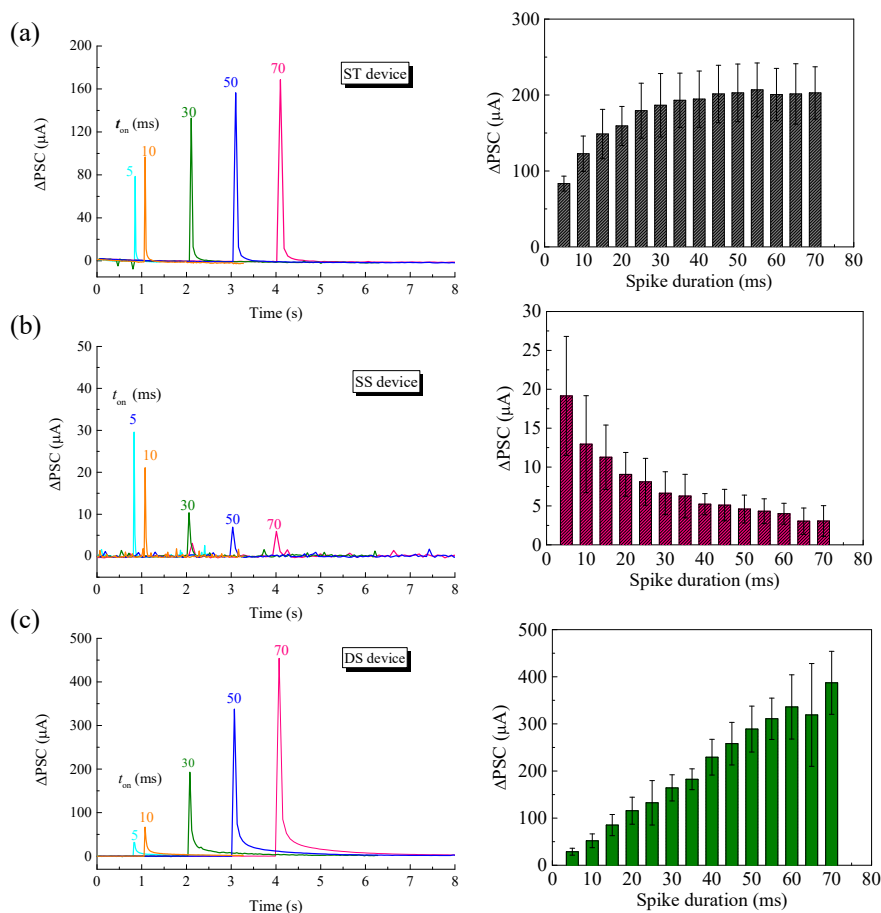 (a)
ST device
t_on (ms)
5
10
30
50
70
200
160
120
80
40
0
0 1 2 3 4 5 6 7 8
ΔPSC (μA)
Time (s)
300
200
100
0
0 10 20 30 40 50 60 70 80
ΔPSC (μA)
Spike duration (ms)
(b)
SS device
t_on (ms)
5
10
30
50
70
50
40
30
20
10
0
0 1 2 3 4 5 6 7 8
ΔPSC (μA)
Time (s)
30
25
20
15
10
5
0
0 10 20 30 40 50 60 70 80
ΔPSC (μA)
Spike duration (ms)
(c)
DS device
t_on (ms)
5
10
30
50
70
500
400
300
200
100
0
0 1 2 3 4 5 6 7 8
ΔPSC (μA)
Time (s)
500
400
300
200
100
0
0 10 20 30 40 50 60 70 80
ΔPSC (μA)
Spike duration (ms)